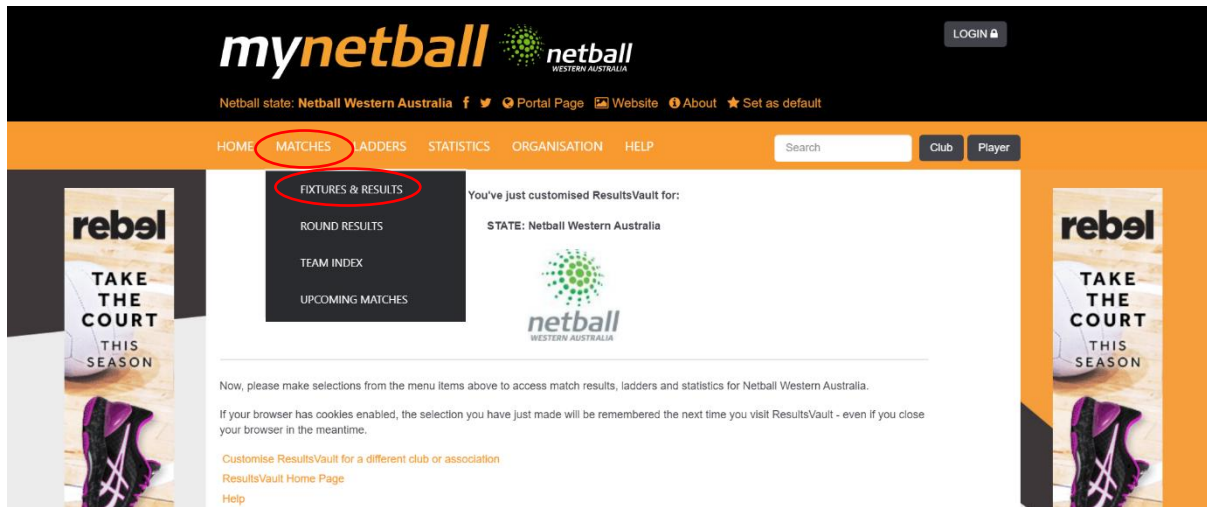 mynetball netball
WESTERN AUSTRALIA
LOGIN
Netball state: Netball Western Australia Portal Page Website About Set as default
HOME MATCHES LADDERS STATISTICS ORGANISATION HELP Search Club Player
FIXTURES & RESULTS
ROUND RESULTS
TEAM INDEX
UPCOMING MATCHES
You've just customised ResultsVault for:
STATE: Netball Western Australia
netball
WESTERN AUSTRALIA
Now, please make selections from the menu items above to access match results, ladders and statistics for Netball Western Australia.
If your browser has cookies enabled, the selection you have just made will be remembered the next time you visit ResultsVault - even if you close
your browser in the meantime.
Customise ResultsVault for a different club or association
ResultsVault Home Page
Help
rebel
TAKE
THE
COURT
THIS
SEASON
rebel
TAKE
THE
COURT
THIS
SEASON